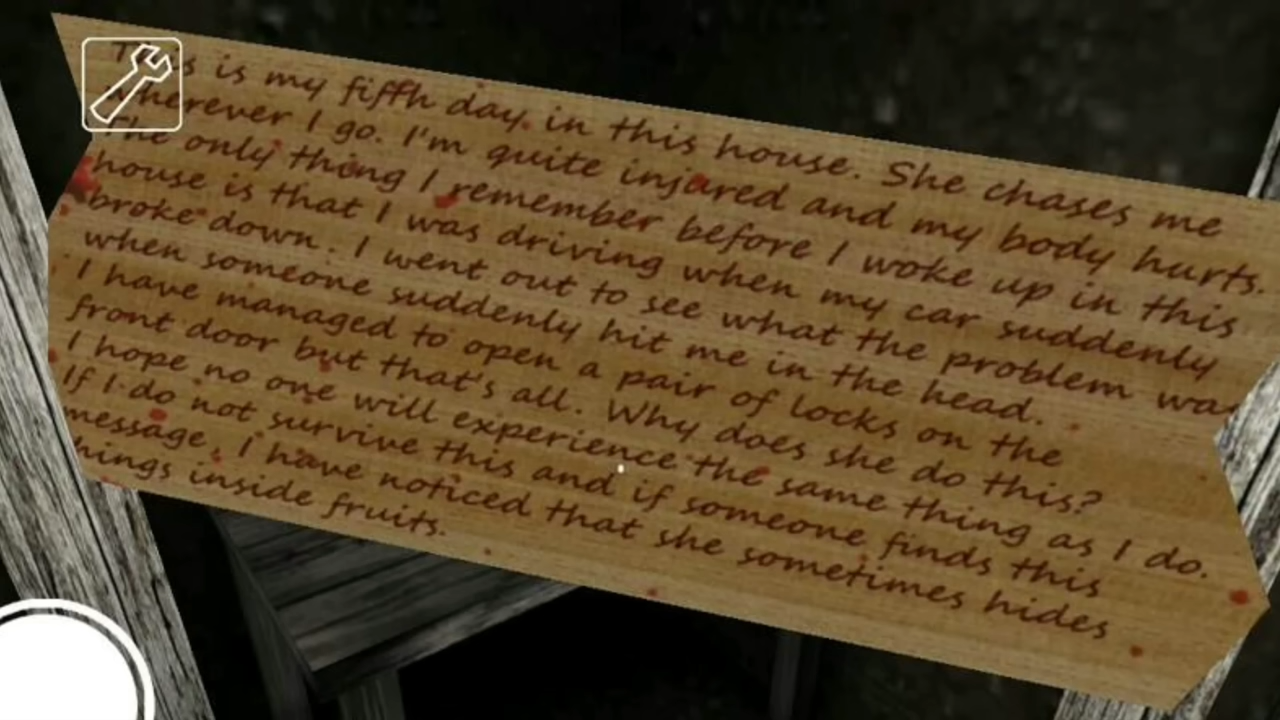 This is my fifth day in this house. She chases me
Wherever I go. I'm quite injured and my body hurts.
The only thing I remember before I woke up in this
house is that I was driving when my car suddenly
broke down. I went out to see what the problem was
when someone suddenly hit me in the head.
I have managed to open a pair of locks on the
front door but that's all. Why does she do this?
I hope no one will experience the same thing as I do.
If I do not survive this and if someone finds this
message, I have noticed that she sometimes hides
things inside fruits.